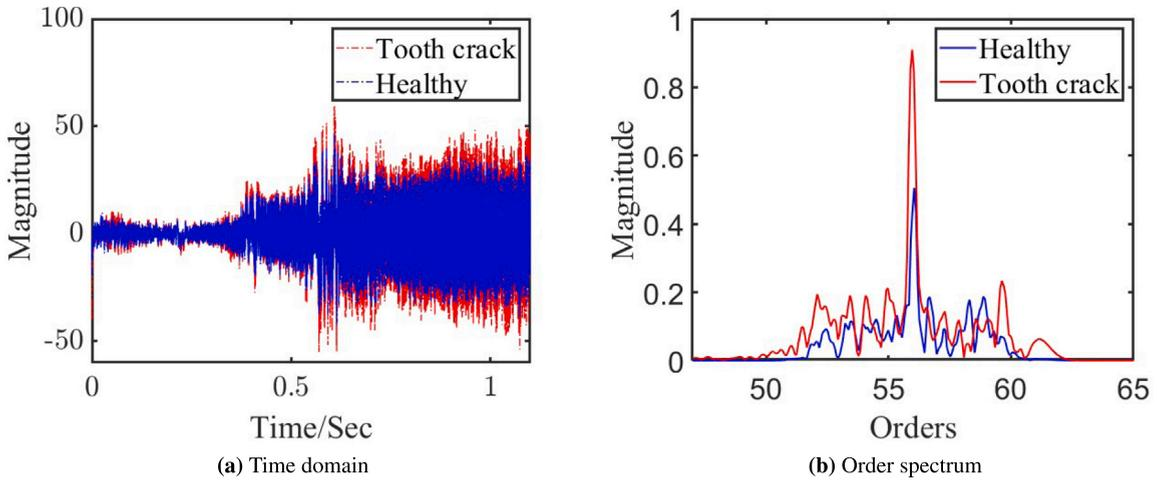 100
50
0
-50
Magnitude
Tooth crack
Healthy
0 0.5 1
Time/Sec
(a) Time domain
1
0.8
0.6
0.4
0.2
0
Magnitude
Healthy
Tooth crack
50 55 60 65
Orders
(b) Order spectrum